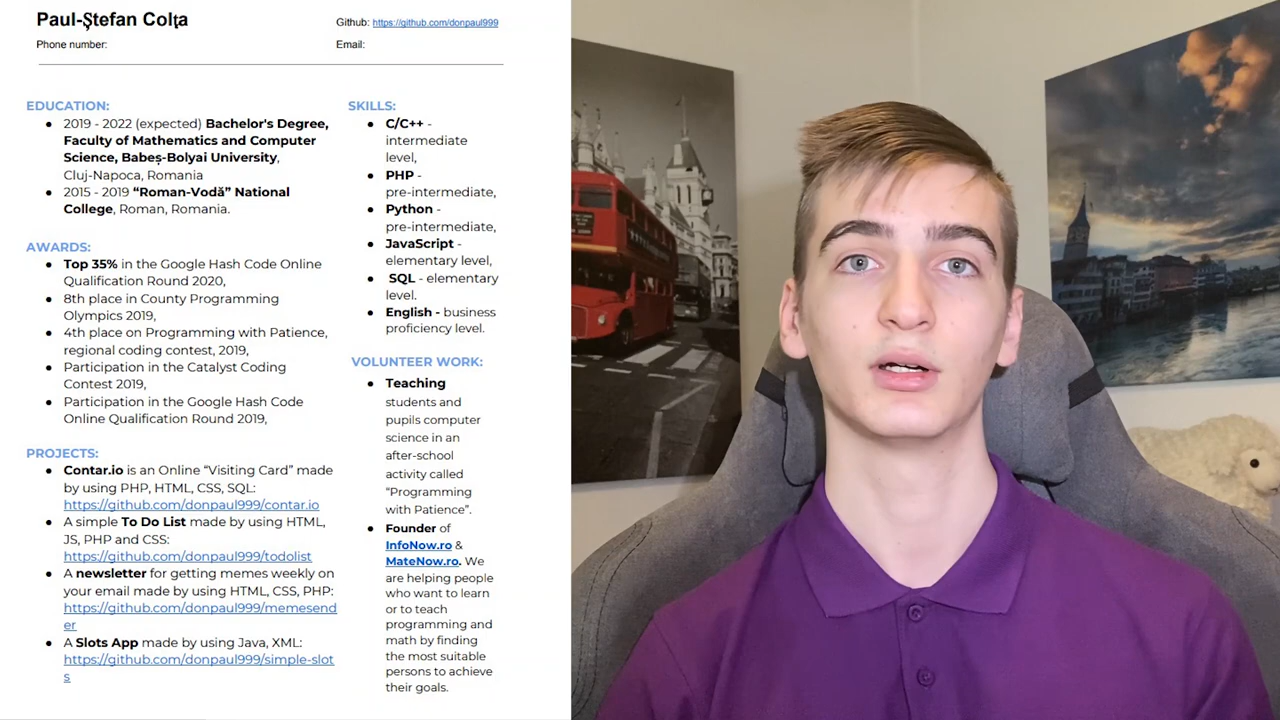 Paul-Ștefan Colţa
Github: https://github.com/donpaul999
Phone number:
Email:
EDUCATION:
● 2019 - 2022 (expected) Bachelor's Degree,
Faculty of Mathematics and Computer
Science, Babeș-Bolyai University,
Cluj-Napoca, Romania
● 2015 - 2019 “Roman-Vodă” National
College, Roman, Romania.
AWARDS:
● Top 35% in the Google Hash Code Online
Qualification Round 2020,
● 8th place in County Programming
Olympics 2019,
● 4th place on Programming with Patience,
regional coding contest, 2019,
● Participation in the Catalyst Coding
Contest 2019,
● Participation in the Google Hash Code
Online Qualification Round 2019,
PROJECTS:
● Contar.io is an Online “Visiting Card” made
by using PHP, HTML, CSS, SQL:
https://github.com/donpaul999/contar.io
● A simple To Do List made by using HTML,
JS, PHP and CSS:
https://github.com/donpaul999/todolist
● A newsletter for getting memes weekly on
your email made by using HTML, CSS, PHP:
https://github.com/donpaul999/memesend
er
● A Slots App made by using Java, XML:
https://github.com/donpaul999/simple-slot
s
SKILLS:
● C/C++ -
intermediate
level,
● PHP -
pre-intermediate,
● Python -
pre-intermediate,
● JavaScript -
elementary level,
● SQL - elementary
level.
● English - business
proficiency level.
VOLUNTEER WORK:
● Teaching
students and
pupils computer
science in an
after-school
activity called
“Programming
with Patience”.
● Founder of
InfoNow.ro &
MateNow.ro. We
are helping people
who want to learn
or to teach
programming and
math by finding
the most suitable
persons to achieve
their goals.